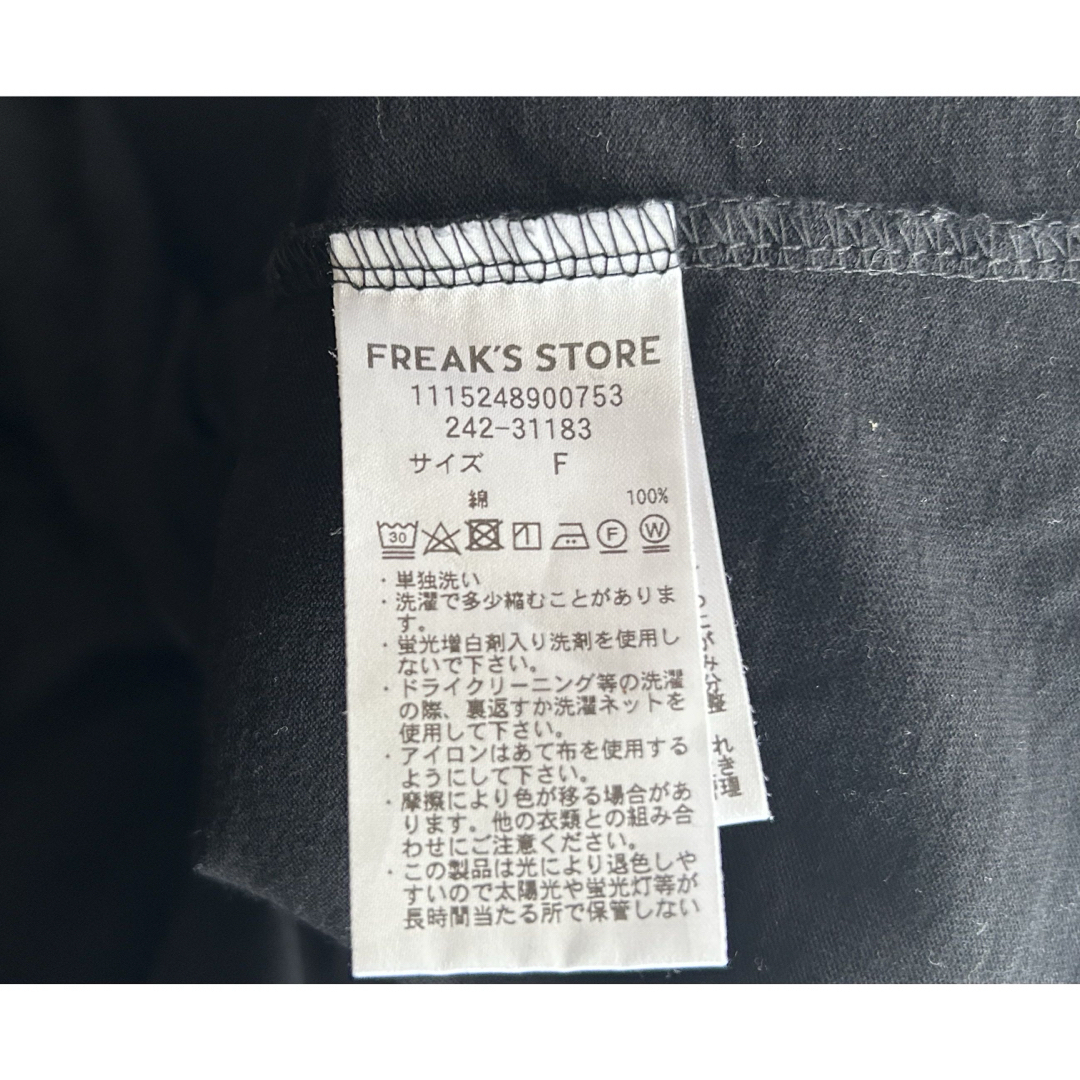 FREAK'S STORE
1115248900753
242-31183
サイズ F
綿 100%
30 F W
・単独洗い
・洗濯で多少縮むことがありま
す。
・蛍光増白剤入り洗剤を使用し
ないで下さい。
・ドライクリーニング等の洗濯
の際、裏返すか洗濯ネットを
使用して下さい。
・アイロンはあて布を使用する
ようにして下さい。
・摩擦により色が移る場合があ
ります。他の衣類との組み合
わせにご注意ください。
・この製品は光により退色しや
すいので太陽光や蛍光灯等が
長時間当たる所で保管しない